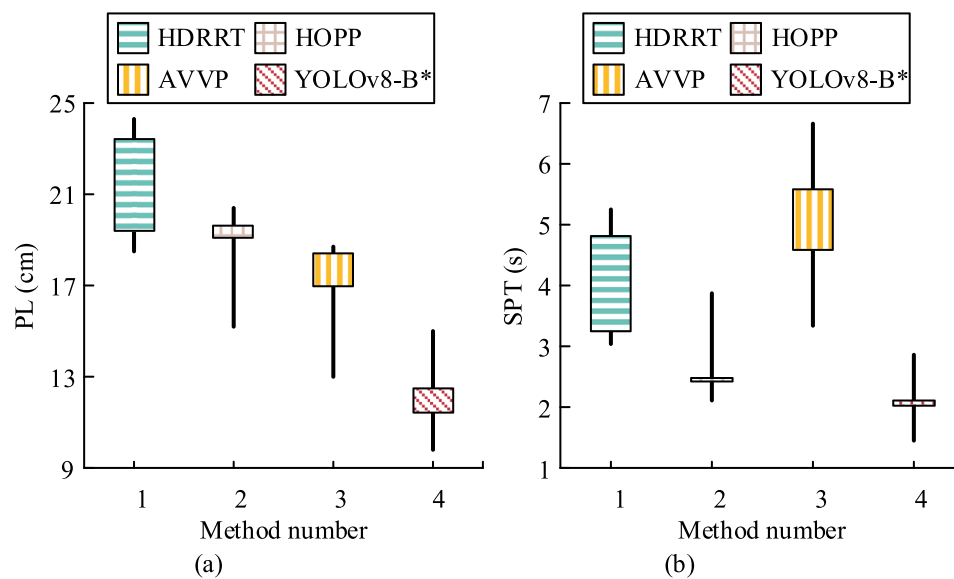 HDRRT HOPP
AVVP YOLOv8-B*
25
21
17
13
9
PL (cm)
1 2 3 4
Method number
(a)
HDRRT HOPP
AVVP YOLOv8-B*
7
6
5
4
3
2
1
SPT (s)
1 2 3 4
Method number
(b)